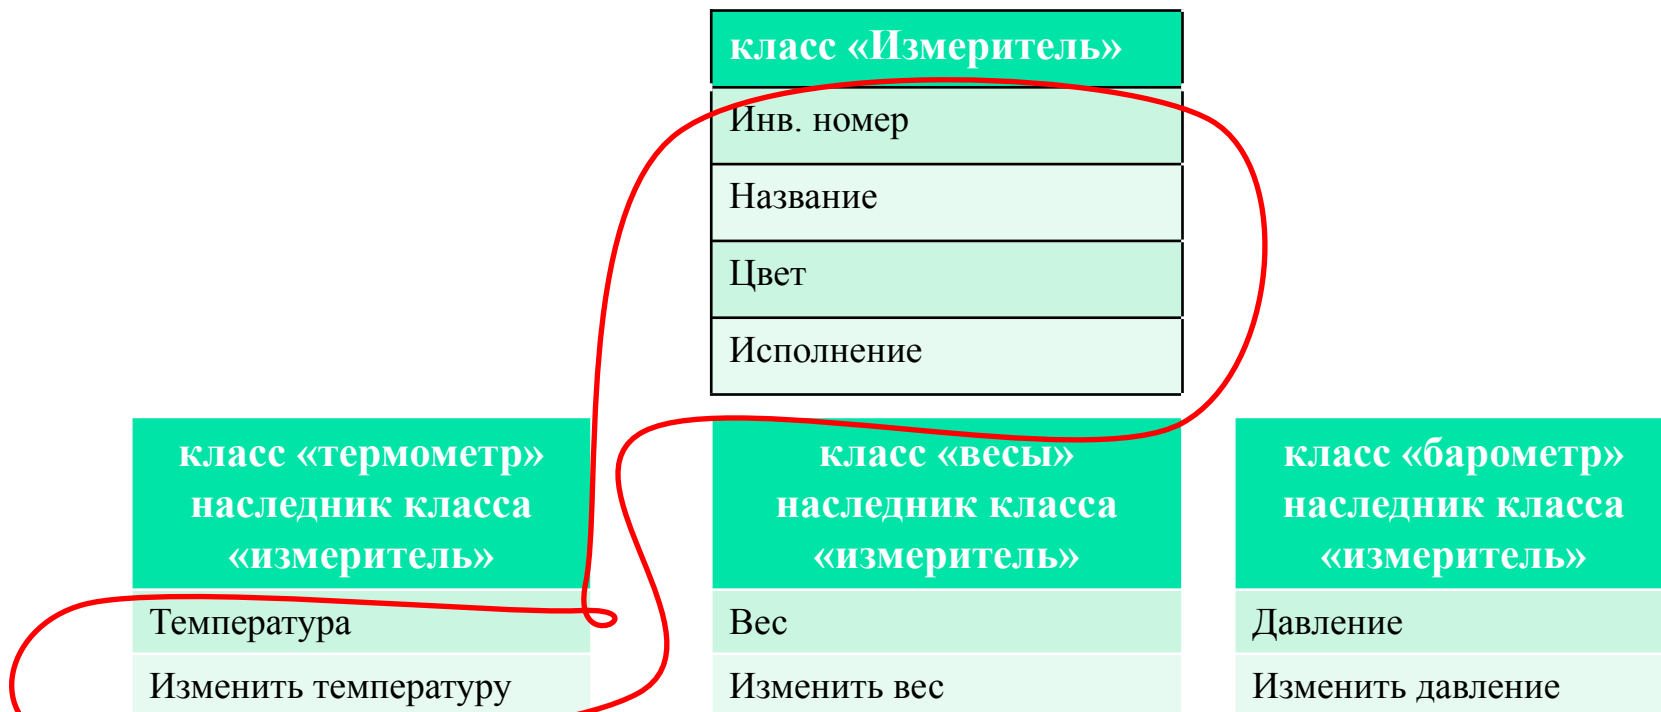 класс «Измеритель»
Инв. номер
Название
Цвет
Исполнение
класс «термометр»
наследник класса
«измеритель»
Температура
Изменить температуру
класс «весы»
наследник класса
«измеритель»
Вес
Изменить вес
класс «барометр»
наследник класса
«измеритель»
Давление
Изменить давление